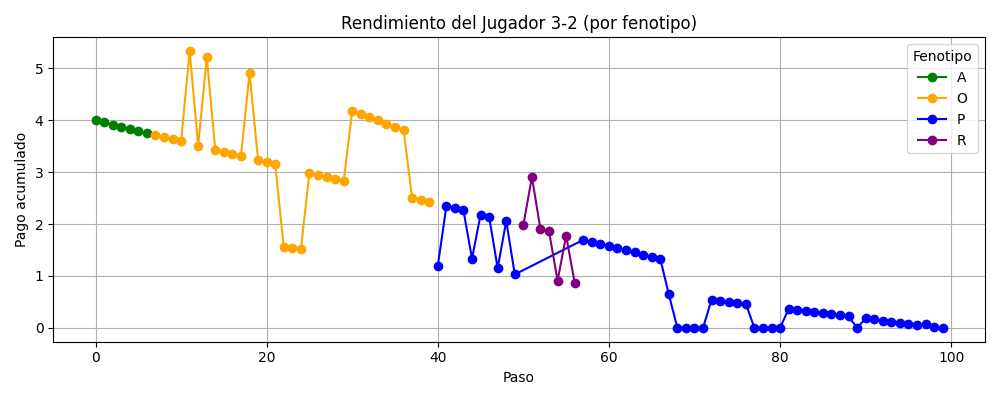 Rendimiento del Jugador 3-2 (por fenotipo)
Pago acumulado
5
4
3
2
1
0
Fenotipo
A
O
P
R
0 20 40 60 80 100
Paso